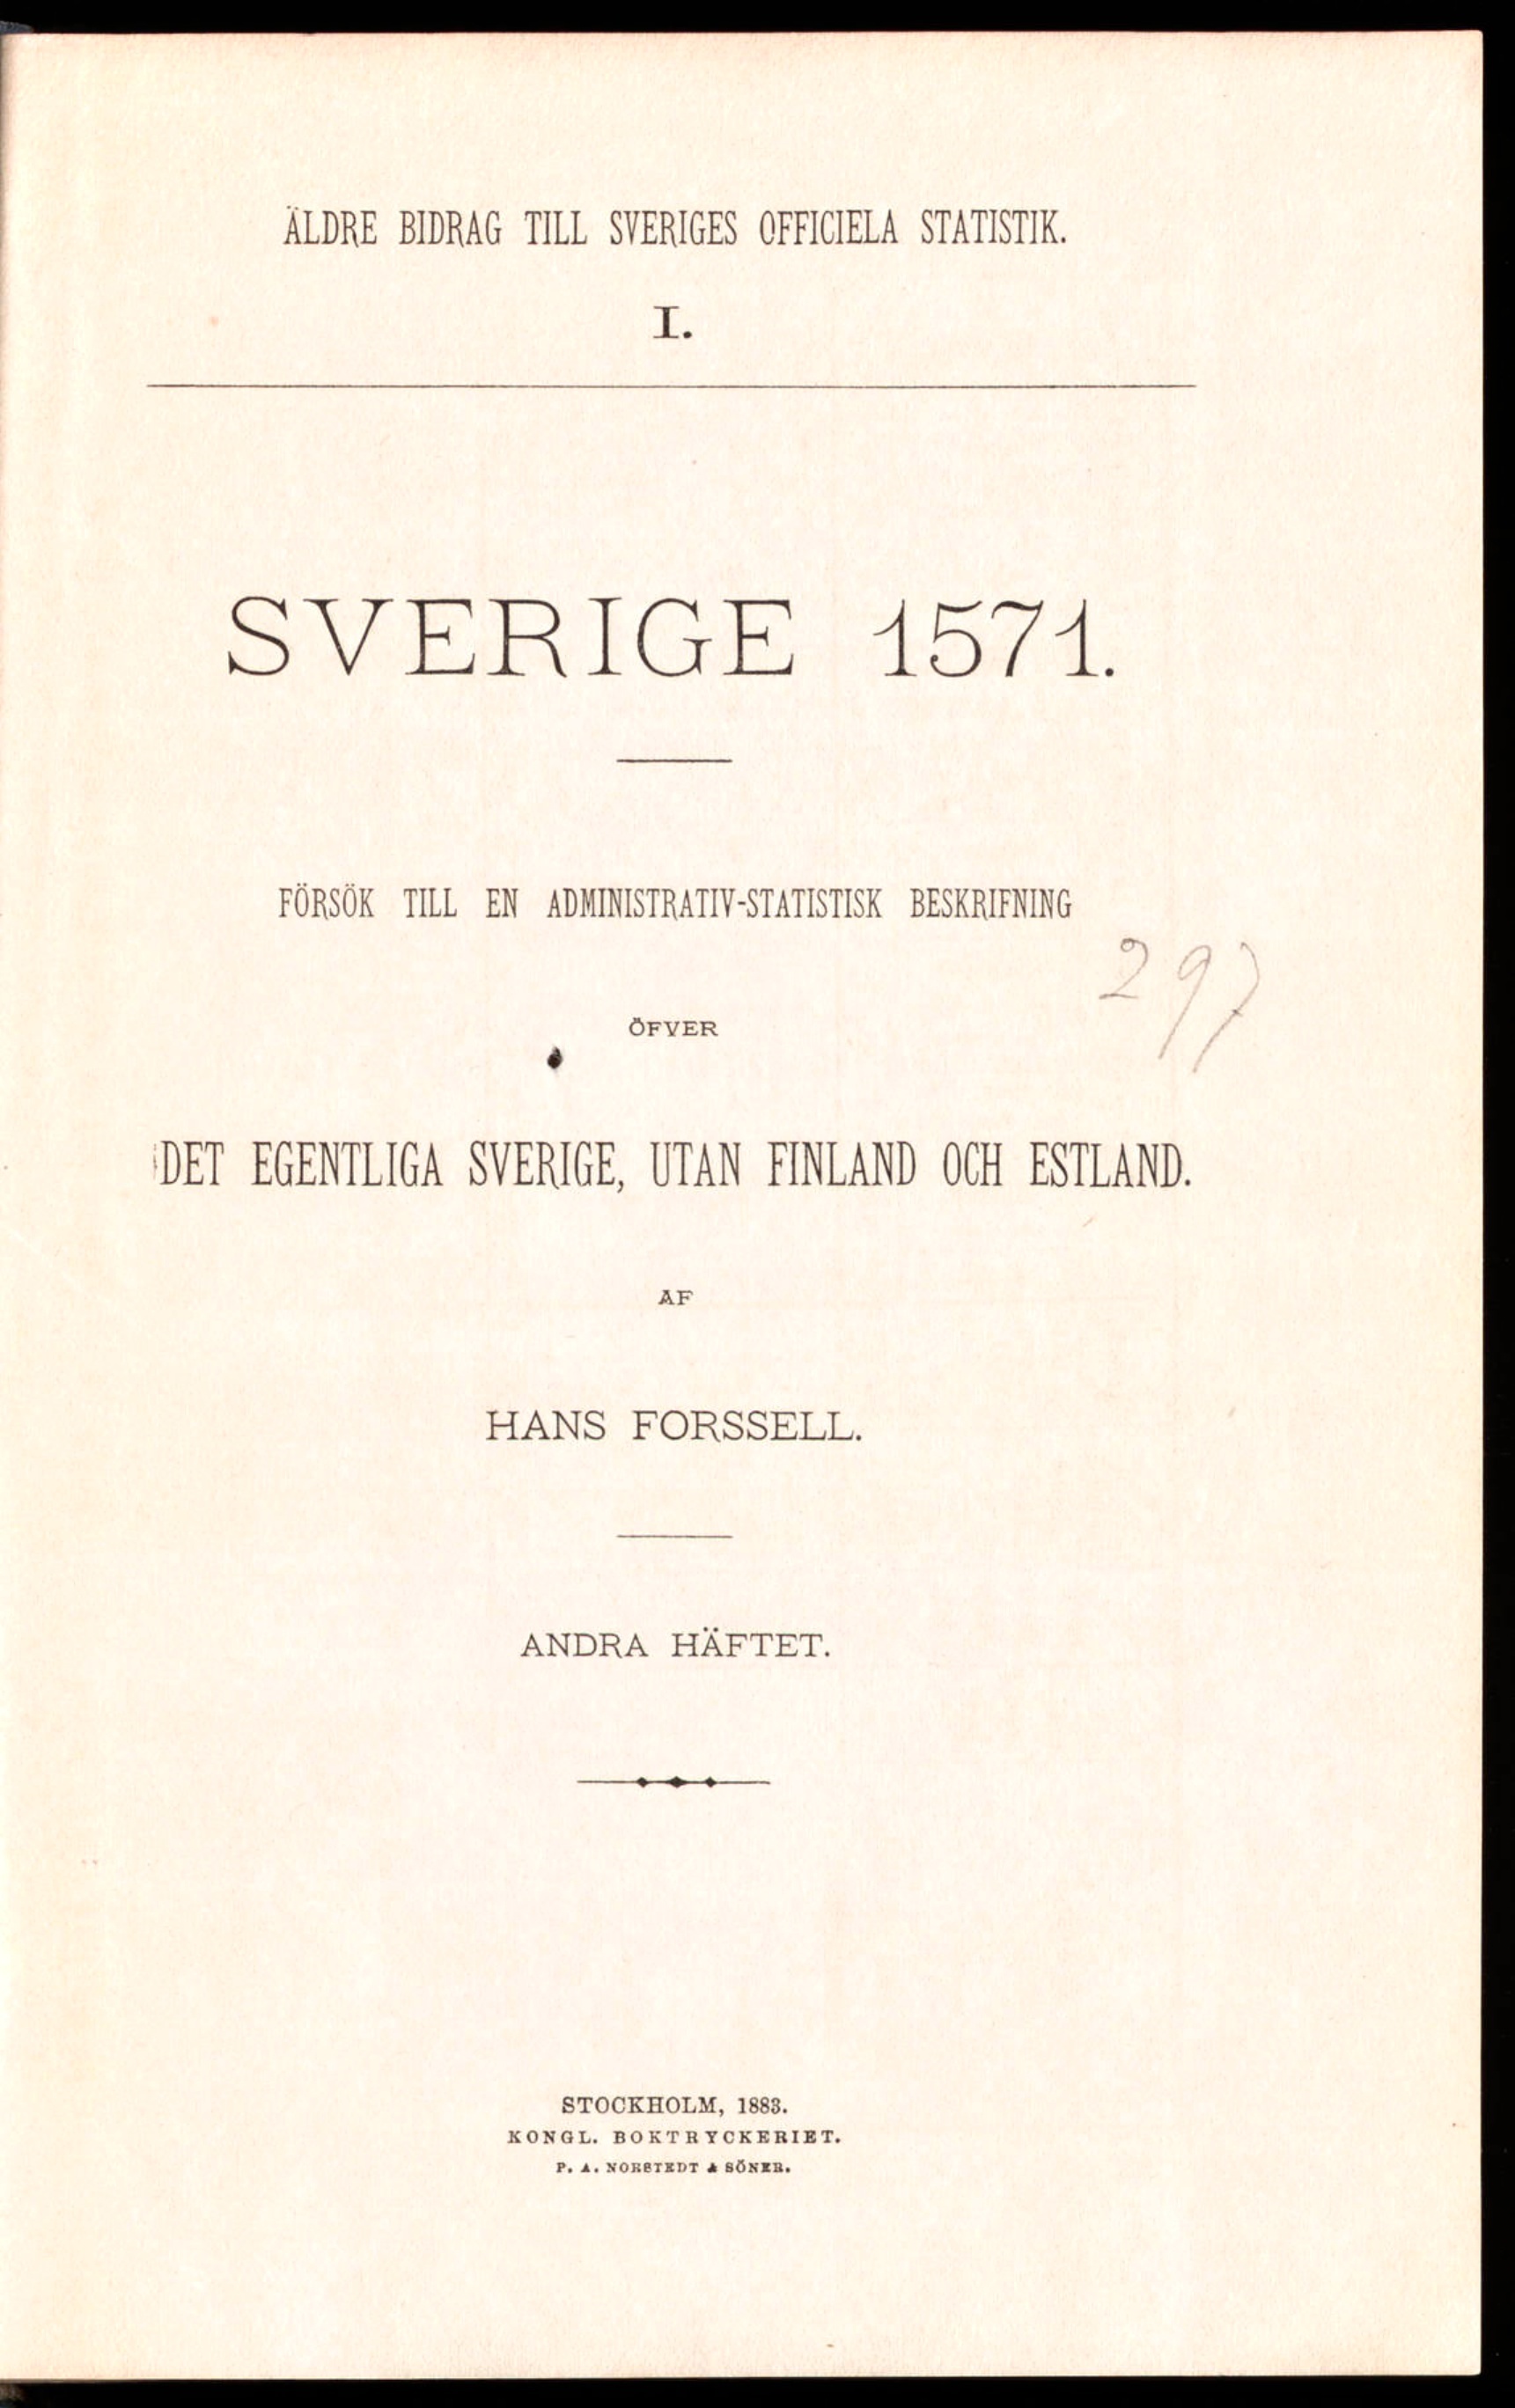 ÄLDRE BIDRAG TILL SVERIGES OFFICIELA STATISTIK.
I.
SVERIGE 1571.
FÖRSÖK TILL EN ADMINISTRATIV-STATISTISK BESKRIFNING
297
ÖFVER
DET EGENTLIGA SVERIGE, UTAN FINLAND OCH ESTLAND.
AF
HANS FORSSELL.
ANDRA HÄFTET.
STOCKHOLM, 1883.
KONGL. BOKTRYCKERIET.
P. A. NORSTEDT & SÖNER.